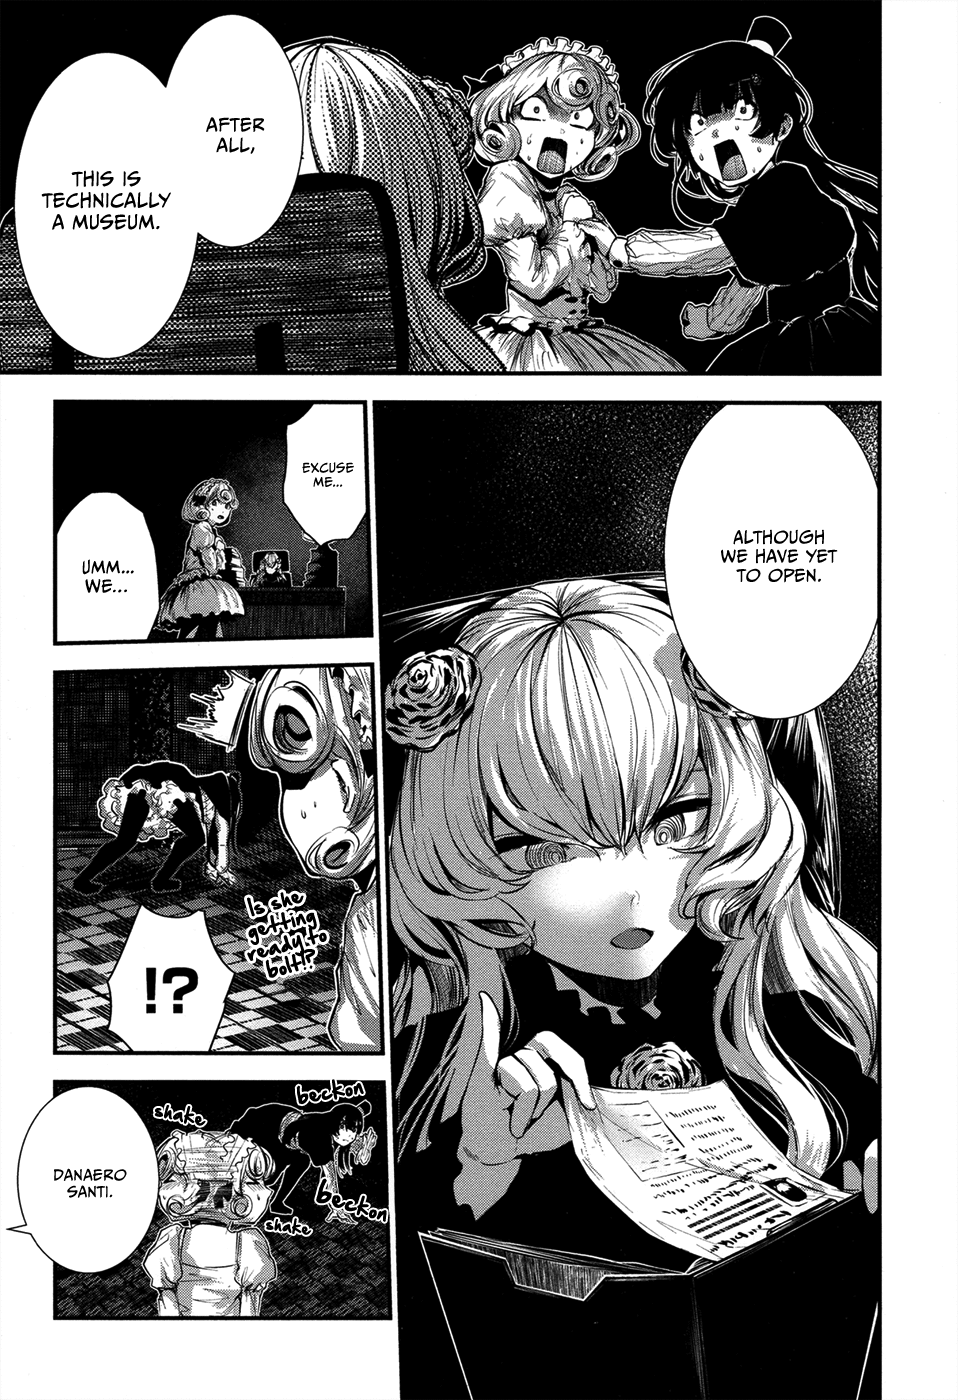 AFTER
ALL,
THIS IS
TECHNICALLY
A MUSEUM.
ALTHOUGH
WE HAVE YET
TO OPEN.
EXCUSE
ME...
UMM...
WE...
Is she
getting
ready to
bolt!?
!?
beckon
shake
beckon
shake
DANAERO
SANTI.